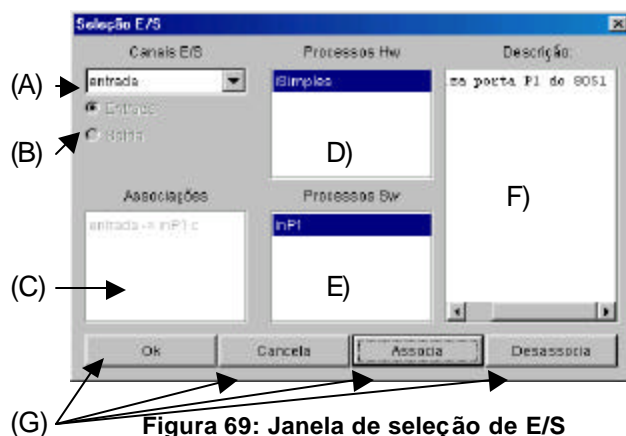 Seleção E/S
Canais E/S
Processos Hw
Descrição:
(A)
entrada
iSimples
na porta P1 do 8051
Entrada
(B)
Saída
D)
F)
Associações
Processos Sw
entrada -> inP1.c
inP1
(C)
E)
Ok
Cancela
Associa
Desassocia
(G)
Figura 69: Janela de seleção de E/S